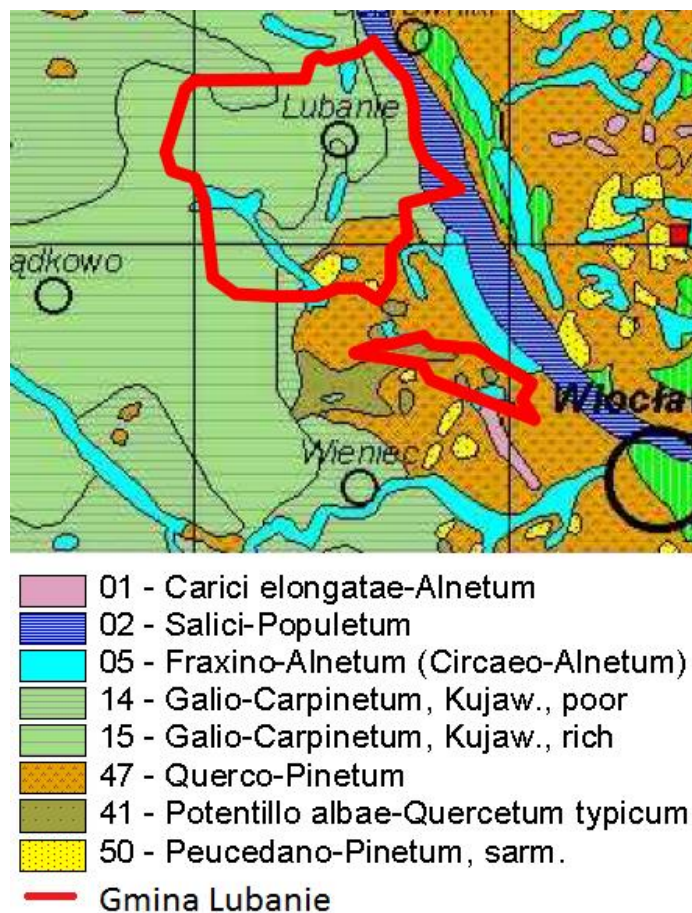 Lubanie
ądkowo
Włocła
Wieniec
01 - Carici elongatae-Alnetum
02 - Salici-Populetum
05 - Fraxino-Alnetum (Circaeo-Alnetum)
14 - Galio-Carpinetum, Kujaw., poor
15 - Galio-Carpinetum, Kujaw., rich
47 - Querco-Pinetum
41 - Potentillo albae-Quercetum typicum
50 - Peucedano-Pinetum, sarm.
Gmina Lubanie